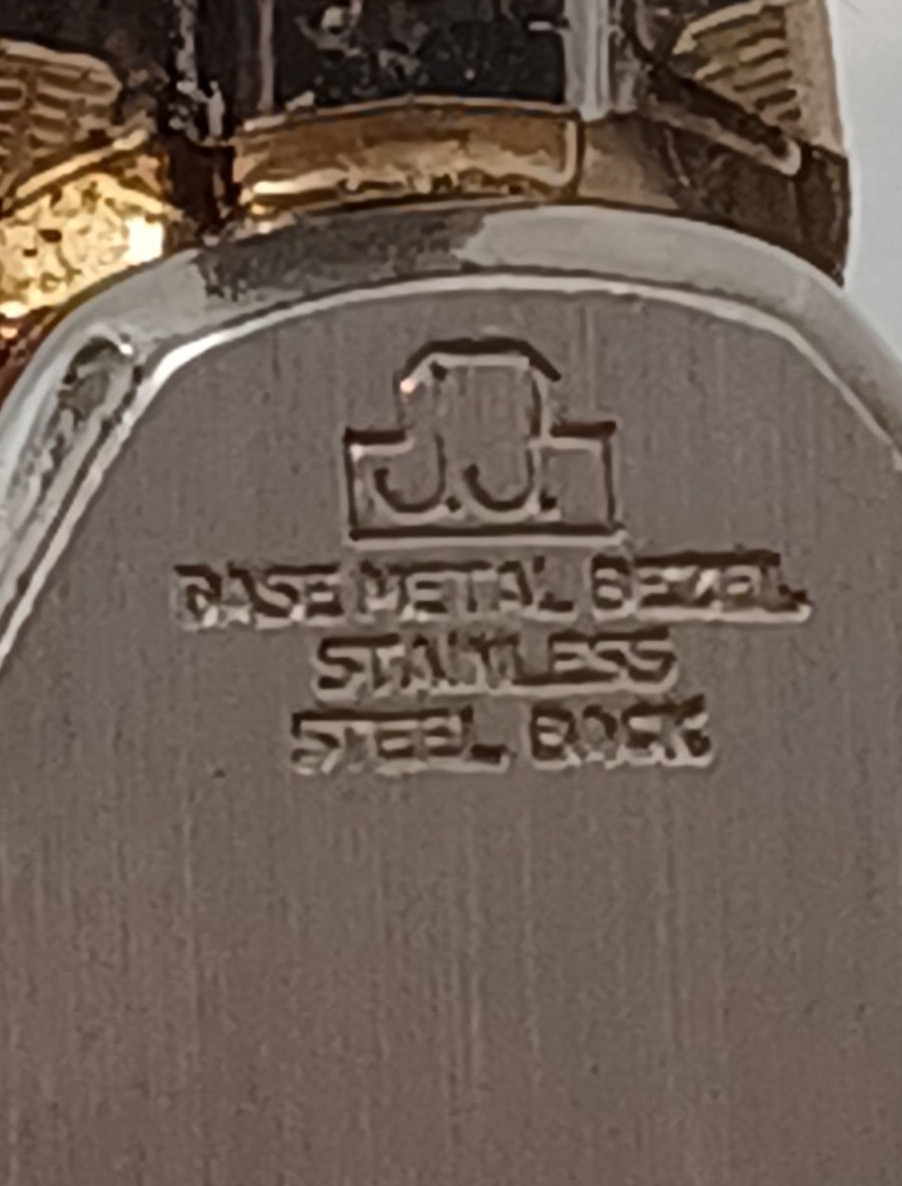 J.J.
BASE METAL BEZEL
STAINLESS
STEEL BACK